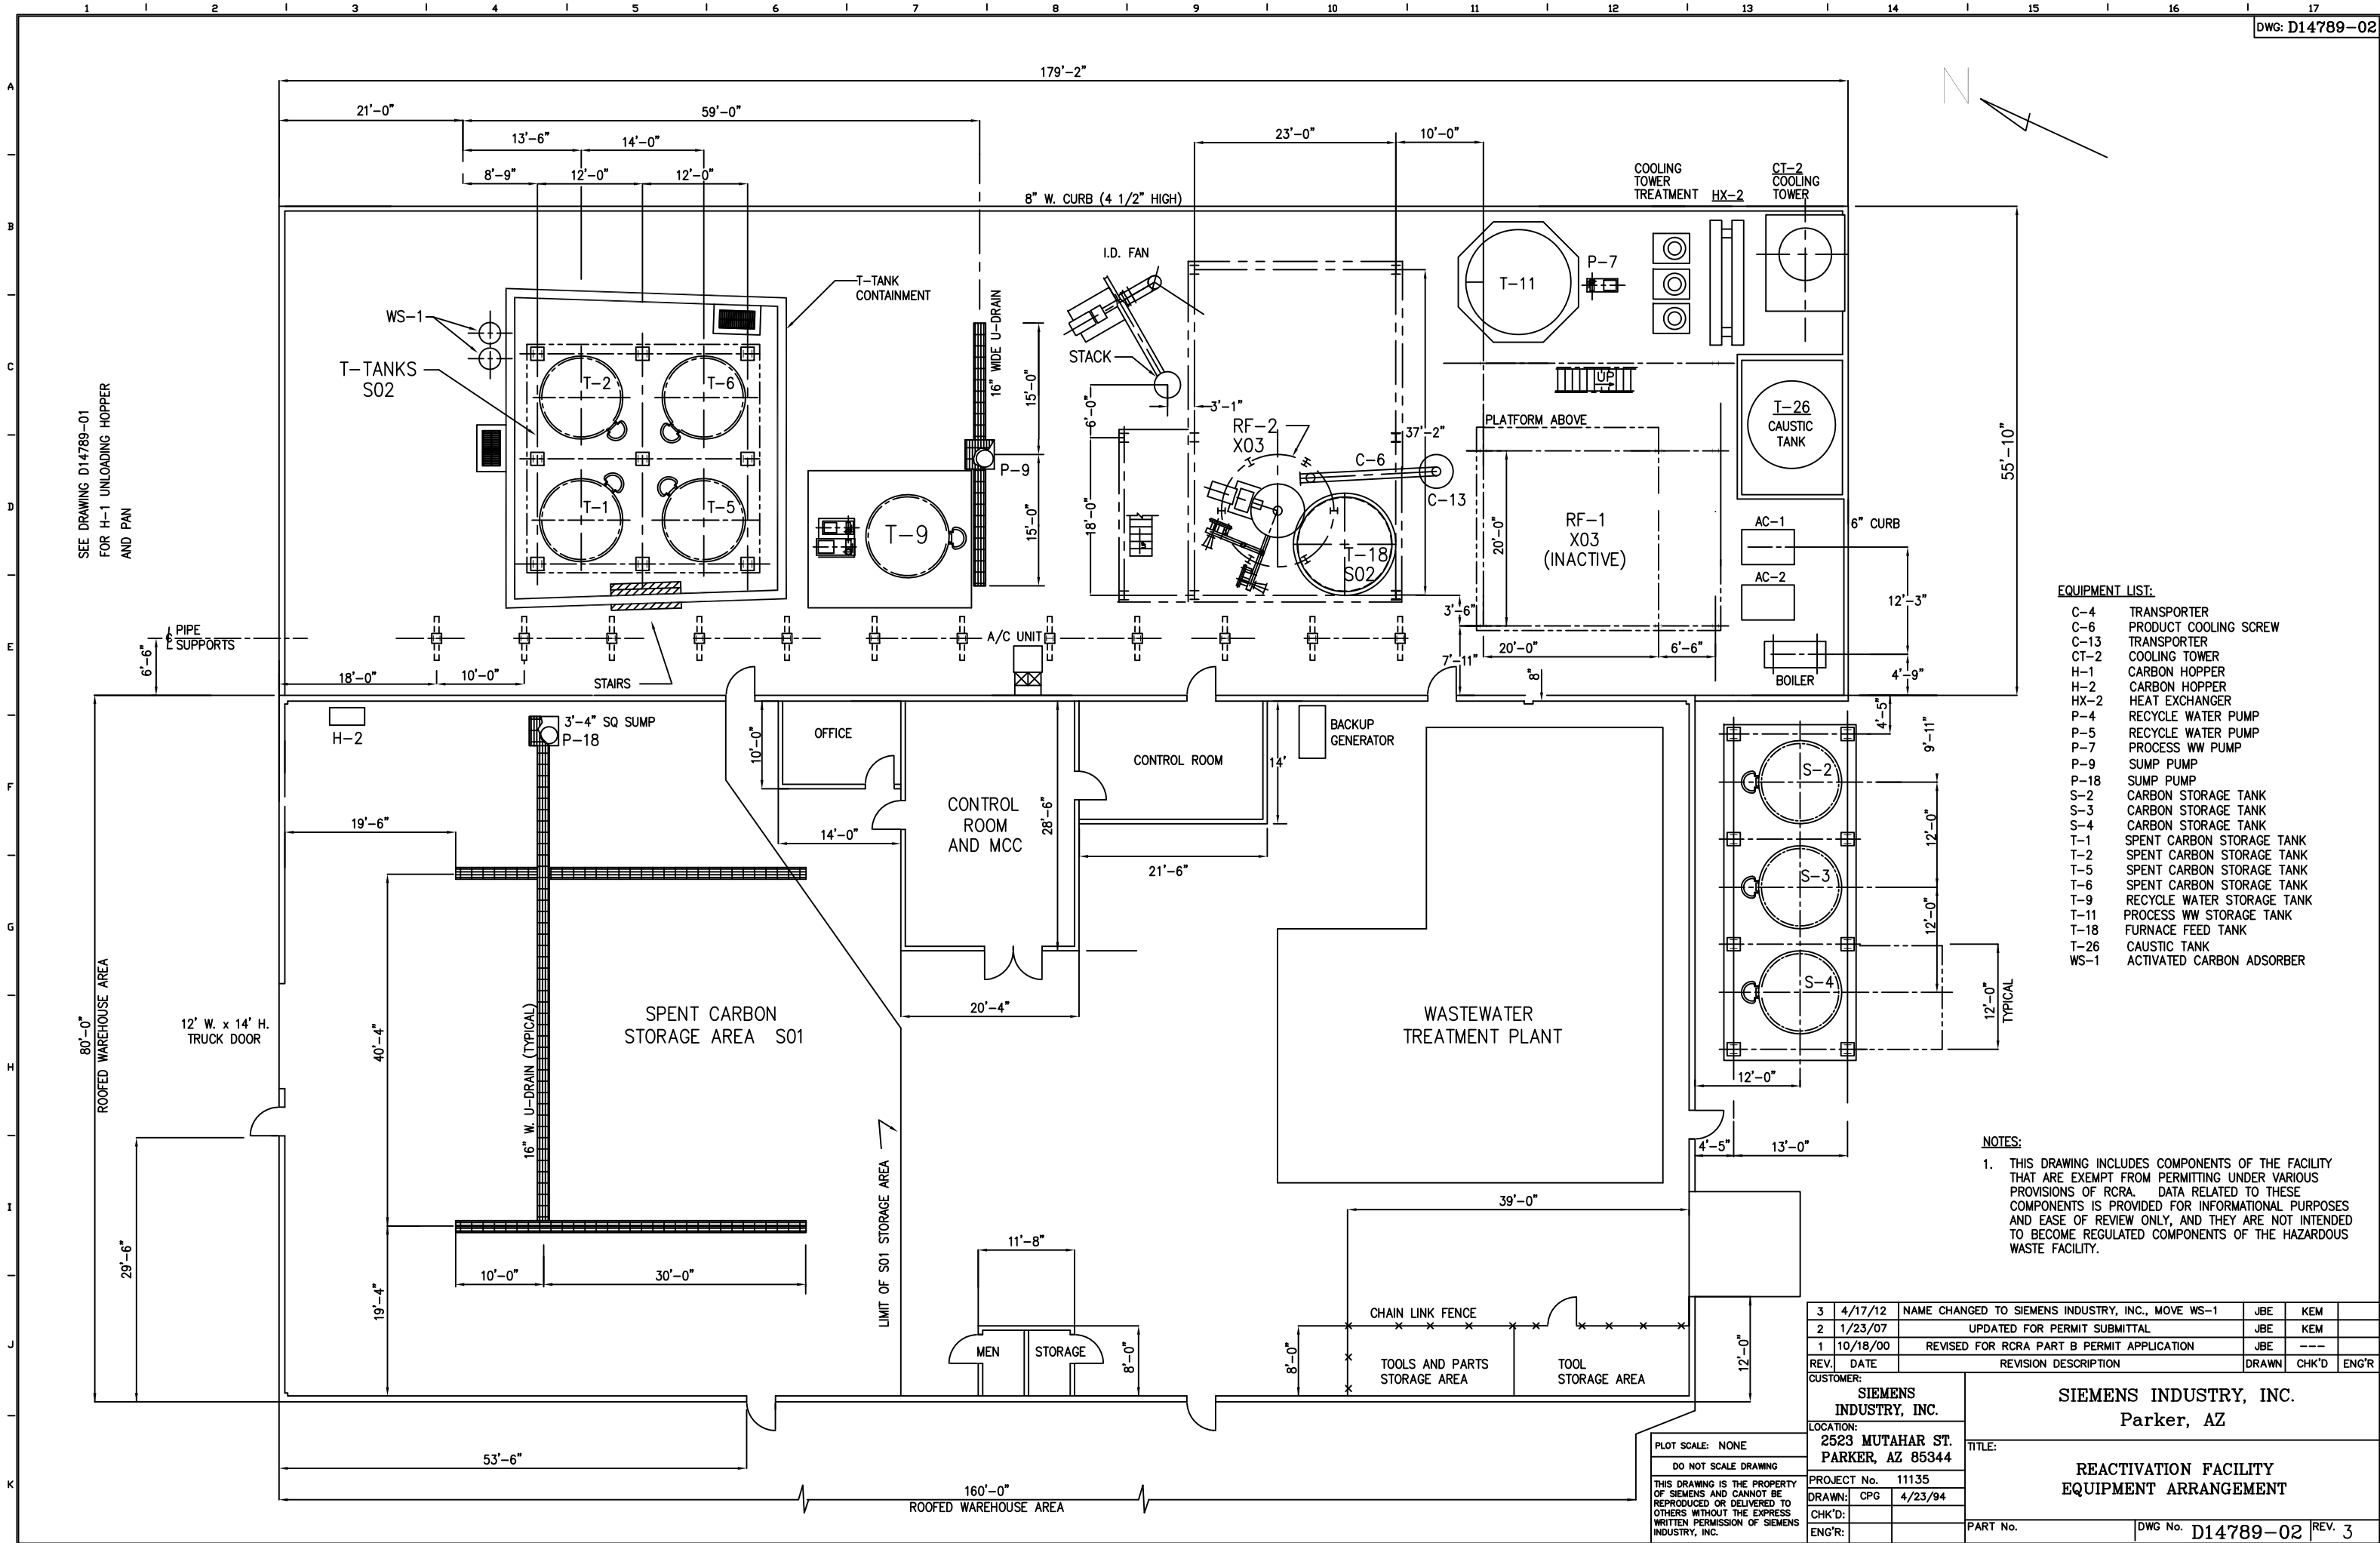 1 2 3 4 5 6 7 8 9 10 11 12 13 14 15 16 17
DWG: D14789-02
A
B
C
D
E
F
G
H
I
J
K
179'-2"
N
21'-0"
59'-0"
13'-6"
14'-0"
8'-9"
12'-0"
12'-0"
23'-0"
10'-0"
8" W. CURB (4 1/2" HIGH)
COOLING
TOWER
TREATMENT
HX-2
CT-2
COOLING
TOWER
I.D. FAN
T-TANK
CONTAINMENT
WS-1
T-TANKS
S02
T-2
T-6
T-1
T-5
16" WIDE U-DRAIN
15'-0"
15'-0"
P-9
T-9
STACK
6'-0"
3'-1"
18'-0"
RF-2
X03
37'-2"
C-6
C-13
T-18
S02
T-11
P-7
UP
PLATFORM ABOVE
20'-0"
RF-1
X03
(INACTIVE)
T-26
CAUSTIC
TANK
55'-10"
AC-1
AC-2
6" CURB
12'-3"
4'-9"
BOILER
3'-6"
7'-11"
20'-0"
6'-6"
8"
SEE DRAWING D14789-01
FOR H-1 UNLOADING HOPPER
AND PAN
℄ PIPE
SUPPORTS
6'-6"
18'-0"
10'-0"
STAIRS
A/C UNIT
EQUIPMENT LIST:
C-4 TRANSPORTER
C-6 PRODUCT COOLING SCREW
C-13 TRANSPORTER
CT-2 COOLING TOWER
H-1 CARBON HOPPER
H-2 CARBON HOPPER
HX-2 HEAT EXCHANGER
P-4 RECYCLE WATER PUMP
P-5 RECYCLE WATER PUMP
P-7 PROCESS WW PUMP
P-9 SUMP PUMP
P-18 SUMP PUMP
S-2 CARBON STORAGE TANK
S-3 CARBON STORAGE TANK
S-4 CARBON STORAGE TANK
T-1 SPENT CARBON STORAGE TANK
T-2 SPENT CARBON STORAGE TANK
T-5 SPENT CARBON STORAGE TANK
T-6 SPENT CARBON STORAGE TANK
T-9 RECYCLE WATER STORAGE TANK
T-11 PROCESS WW STORAGE TANK
T-18 FURNACE FEED TANK
T-26 CAUSTIC TANK
WS-1 ACTIVATED CARBON ADSORBER
H-2
3'-4" SQ SUMP
P-18
10'-0"
OFFICE
14'-0"
CONTROL
ROOM
AND MCC
28'-6"
20'-4"
CONTROL ROOM
14'
21'-6"
BACKUP
GENERATOR
4'-5"
9'-11"
S-2
12'-0"
S-3
12'-0"
S-4
12'-0"
TYPICAL
12'-0"
4'-5"
13'-0"
19'-6"
80'-0"
ROOFED WAREHOUSE AREA
12' W. x 14' H.
TRUCK DOOR
40'-4"
16" W. U-DRAIN (TYPICAL)
SPENT CARBON
STORAGE AREA S01
WASTEWATER
TREATMENT PLANT
LIMIT OF S01 STORAGE AREA
29'-6"
10'-0"
30'-0"
19'-4"
11'-8"
MEN
STORAGE
8'-0"
39'-0"
CHAIN LINK FENCE
8'-0"
TOOLS AND PARTS
STORAGE AREA
TOOL
STORAGE AREA
12'-0"
53'-6"
160'-0"
ROOFED WAREHOUSE AREA
NOTES:
1. THIS DRAWING INCLUDES COMPONENTS OF THE FACILITY
THAT ARE EXEMPT FROM PERMITTING UNDER VARIOUS
PROVISIONS OF RCRA. DATA RELATED TO THESE
COMPONENTS IS PROVIDED FOR INFORMATIONAL PURPOSES
AND EASE OF REVIEW ONLY, AND THEY ARE NOT INTENDED
TO BECOME REGULATED COMPONENTS OF THE HAZARDOUS
WASTE FACILITY.
3 4/17/12 NAME CHANGED TO SIEMENS INDUSTRY, INC., MOVE WS-1 JBE KEM
2 1/23/07 UPDATED FOR PERMIT SUBMITTAL JBE KEM
1 10/18/00 REVISED FOR RCRA PART B PERMIT APPLICATION JBE ---
REV. DATE REVISION DESCRIPTION DRAWN CHK'D ENG'R
CUSTOMER:
SIEMENS
INDUSTRY, INC.
LOCATION:
2523 MUTAHAR ST.
PARKER, AZ 85344
PROJECT No. 11135
DRAWN: CPG 4/23/94
CHK'D:
ENG'R:
SIEMENS INDUSTRY, INC.
Parker, AZ
TITLE:
REACTIVATION FACILITY
EQUIPMENT ARRANGEMENT
PART No.
DWG No. D14789-02 REV. 3
PLOT SCALE: NONE
DO NOT SCALE DRAWING
THIS DRAWING IS THE PROPERTY
OF SIEMENS AND CANNOT BE
REPRODUCED OR DELIVERED TO
OTHERS WITHOUT THE EXPRESS
WRITTEN PERMISSION OF SIEMENS
INDUSTRY, INC.